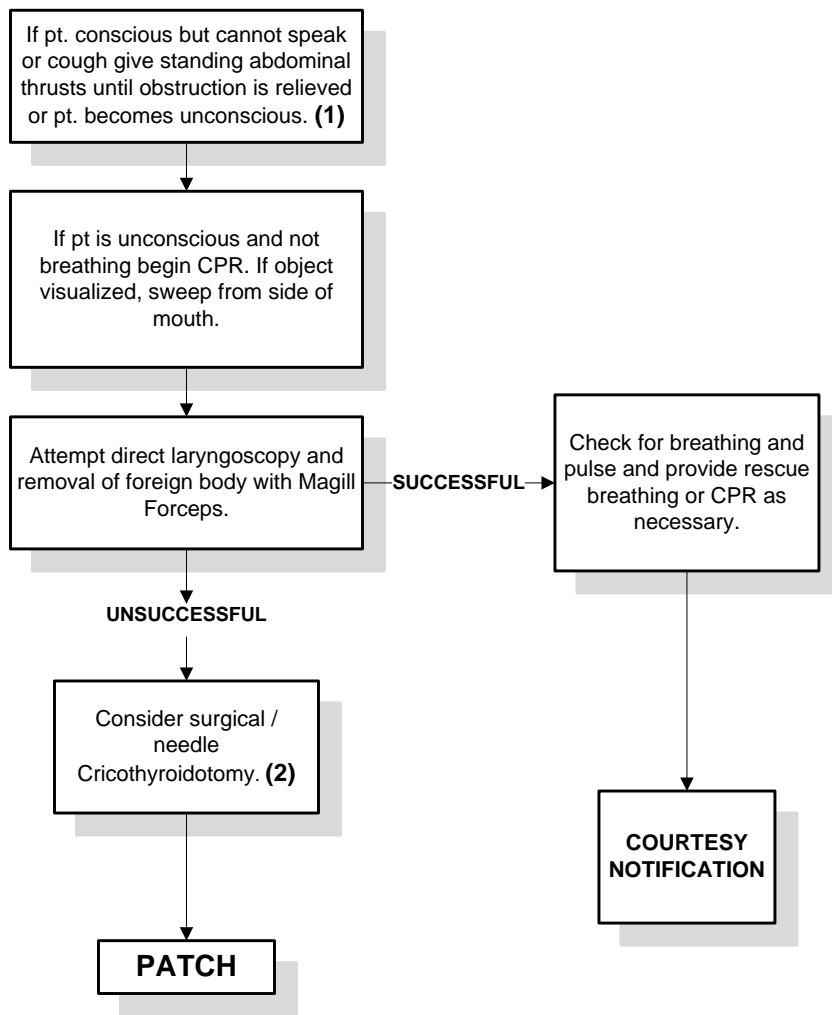 If pt. conscious but cannot speak
or cough give standing abdominal
thrusts until obstruction is relieved
or pt. becomes unconscious. (1)
If pt is unconscious and not
breathing begin CPR. If object
visualized, sweep from side of
mouth.
Attempt direct laryngoscopy and
removal of foreign body with Magill
Forceps.
SUCCESSFUL
Check for breathing and
pulse and provide rescue
breathing or CPR as
necessary.
UNSUCCESSFUL
Consider surgical /
needle
Cricothyroidotomy. (2)
COURTESY
NOTIFICATION
PATCH